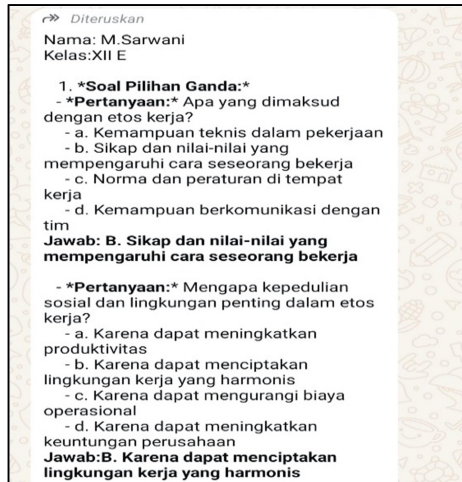 Diteruskan
Nama: M.Sarwani
Kelas:XII E
1. *Soal Pilihan Ganda:*
- *Pertanyaan:* Apa yang dimaksud
dengan etos kerja?
- a. Kemampuan teknis dalam pekerjaan
- b. Sikap dan nilai-nilai yang
mempengaruhi cara seseorang bekerja
- c. Norma dan peraturan di tempat
kerja
- d. Kemampuan berkomunikasi dengan
tim
Jawab: B. Sikap dan nilai-nilai yang
mempengaruhi cara seseorang bekerja
- *Pertanyaan:* Mengapa kepedulian
sosial dan lingkungan penting dalam etos
kerja?
- a. Karena dapat meningkatkan
produktivitas
- b. Karena dapat menciptakan
lingkungan kerja yang harmonis
- c. Karena dapat mengurangi biaya
operasional
- d. Karena dapat meningkatkan
keuntungan perusahaan
Jawab:B. Karena dapat menciptakan
lingkungan kerja yang harmonis